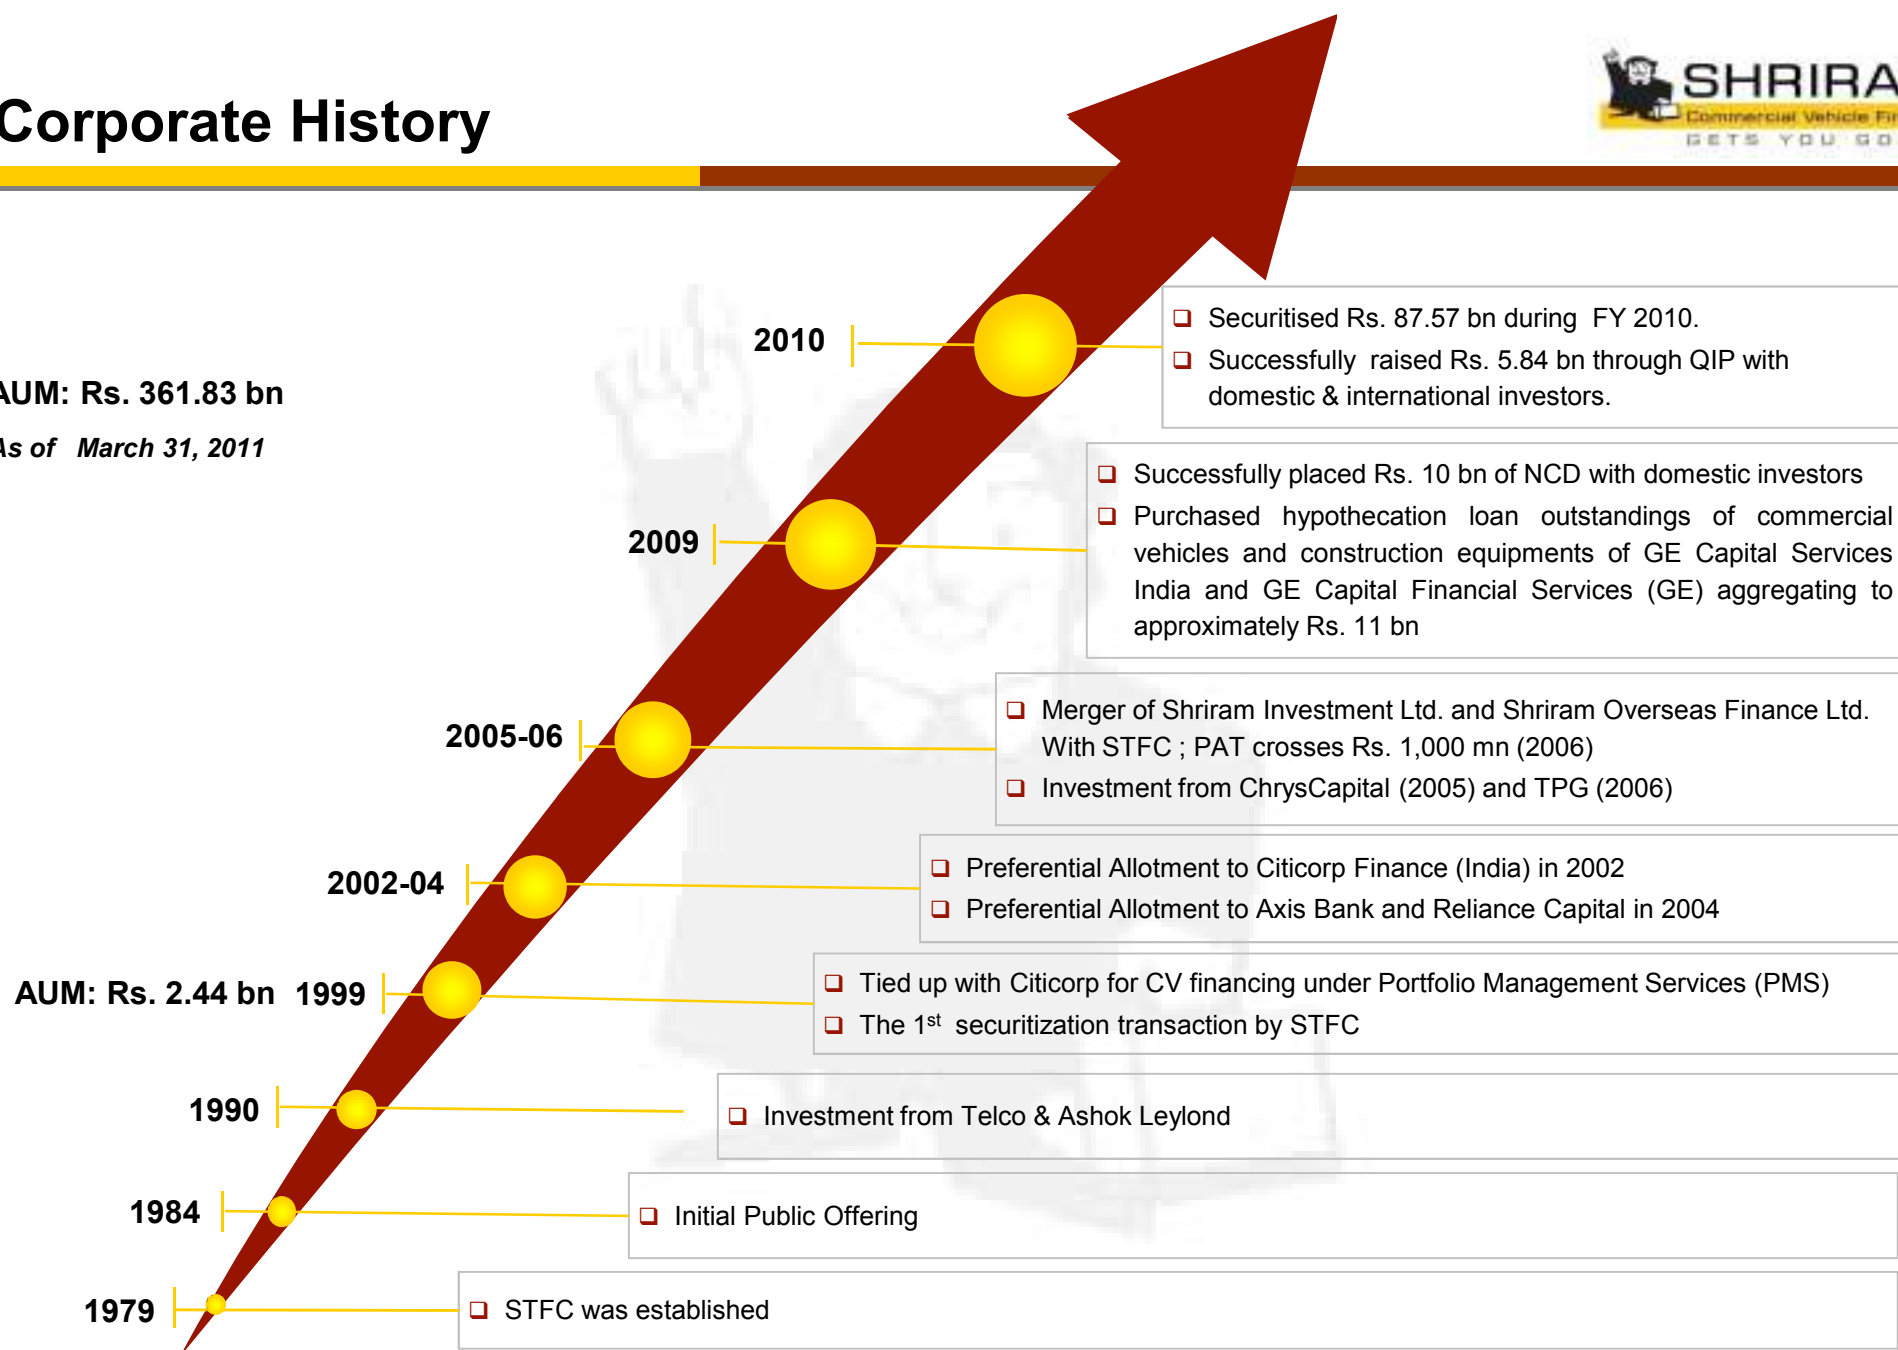 Corporate History
SHRIRA
Commercial Vehicle Fin
GETS YOU GO
2010
Securitised Rs. 87.57 bn during FY 2010.
Successfully raised Rs. 5.84 bn through QIP with
domestic & international investors.
AUM: Rs. 361.83 bn
As of March 31, 2011
2009
Successfully placed Rs. 10 bn of NCD with domestic investors
Purchased hypothecation loan outstandings of commercial
vehicles and construction equipments of GE Capital Services
India and GE Capital Financial Services (GE) aggregating to
approximately Rs. 11 bn
2005-06
Merger of Shriram Investment Ltd. and Shriram Overseas Finance Ltd.
With STFC ; PAT crosses Rs. 1,000 mn (2006)
Investment from ChrysCapital (2005) and TPG (2006)
2002-04
Preferential Allotment to Citicorp Finance (India) in 2002
Preferential Allotment to Axis Bank and Reliance Capital in 2004
AUM: Rs. 2.44 bn 1999
Tied up with Citicorp for CV financing under Portfolio Management Services (PMS)
The 1st securitization transaction by STFC
1990
Investment from Telco & Ashok Leylond
1984
Initial Public Offering
1979
STFC was established